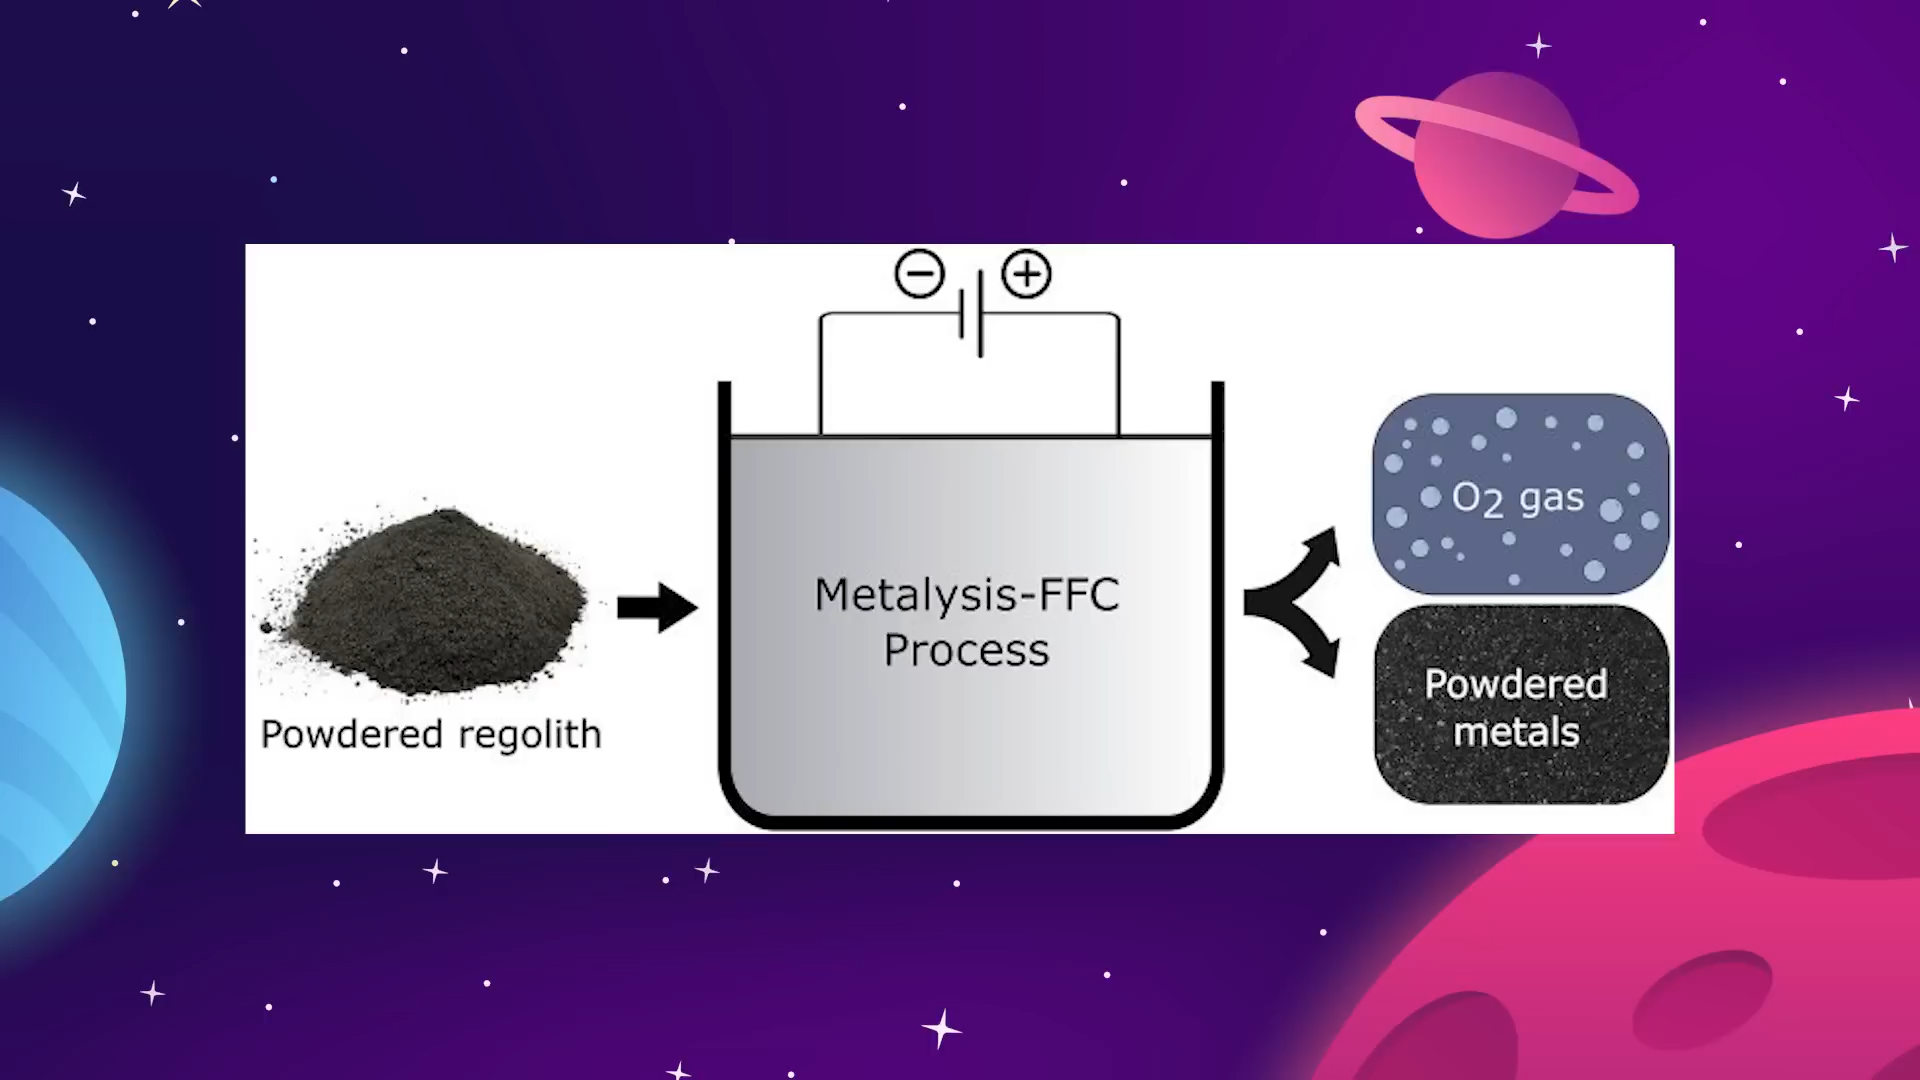 Powdered regolith
Metalysis-FFC
Process
O2 gas
Powdered
metals